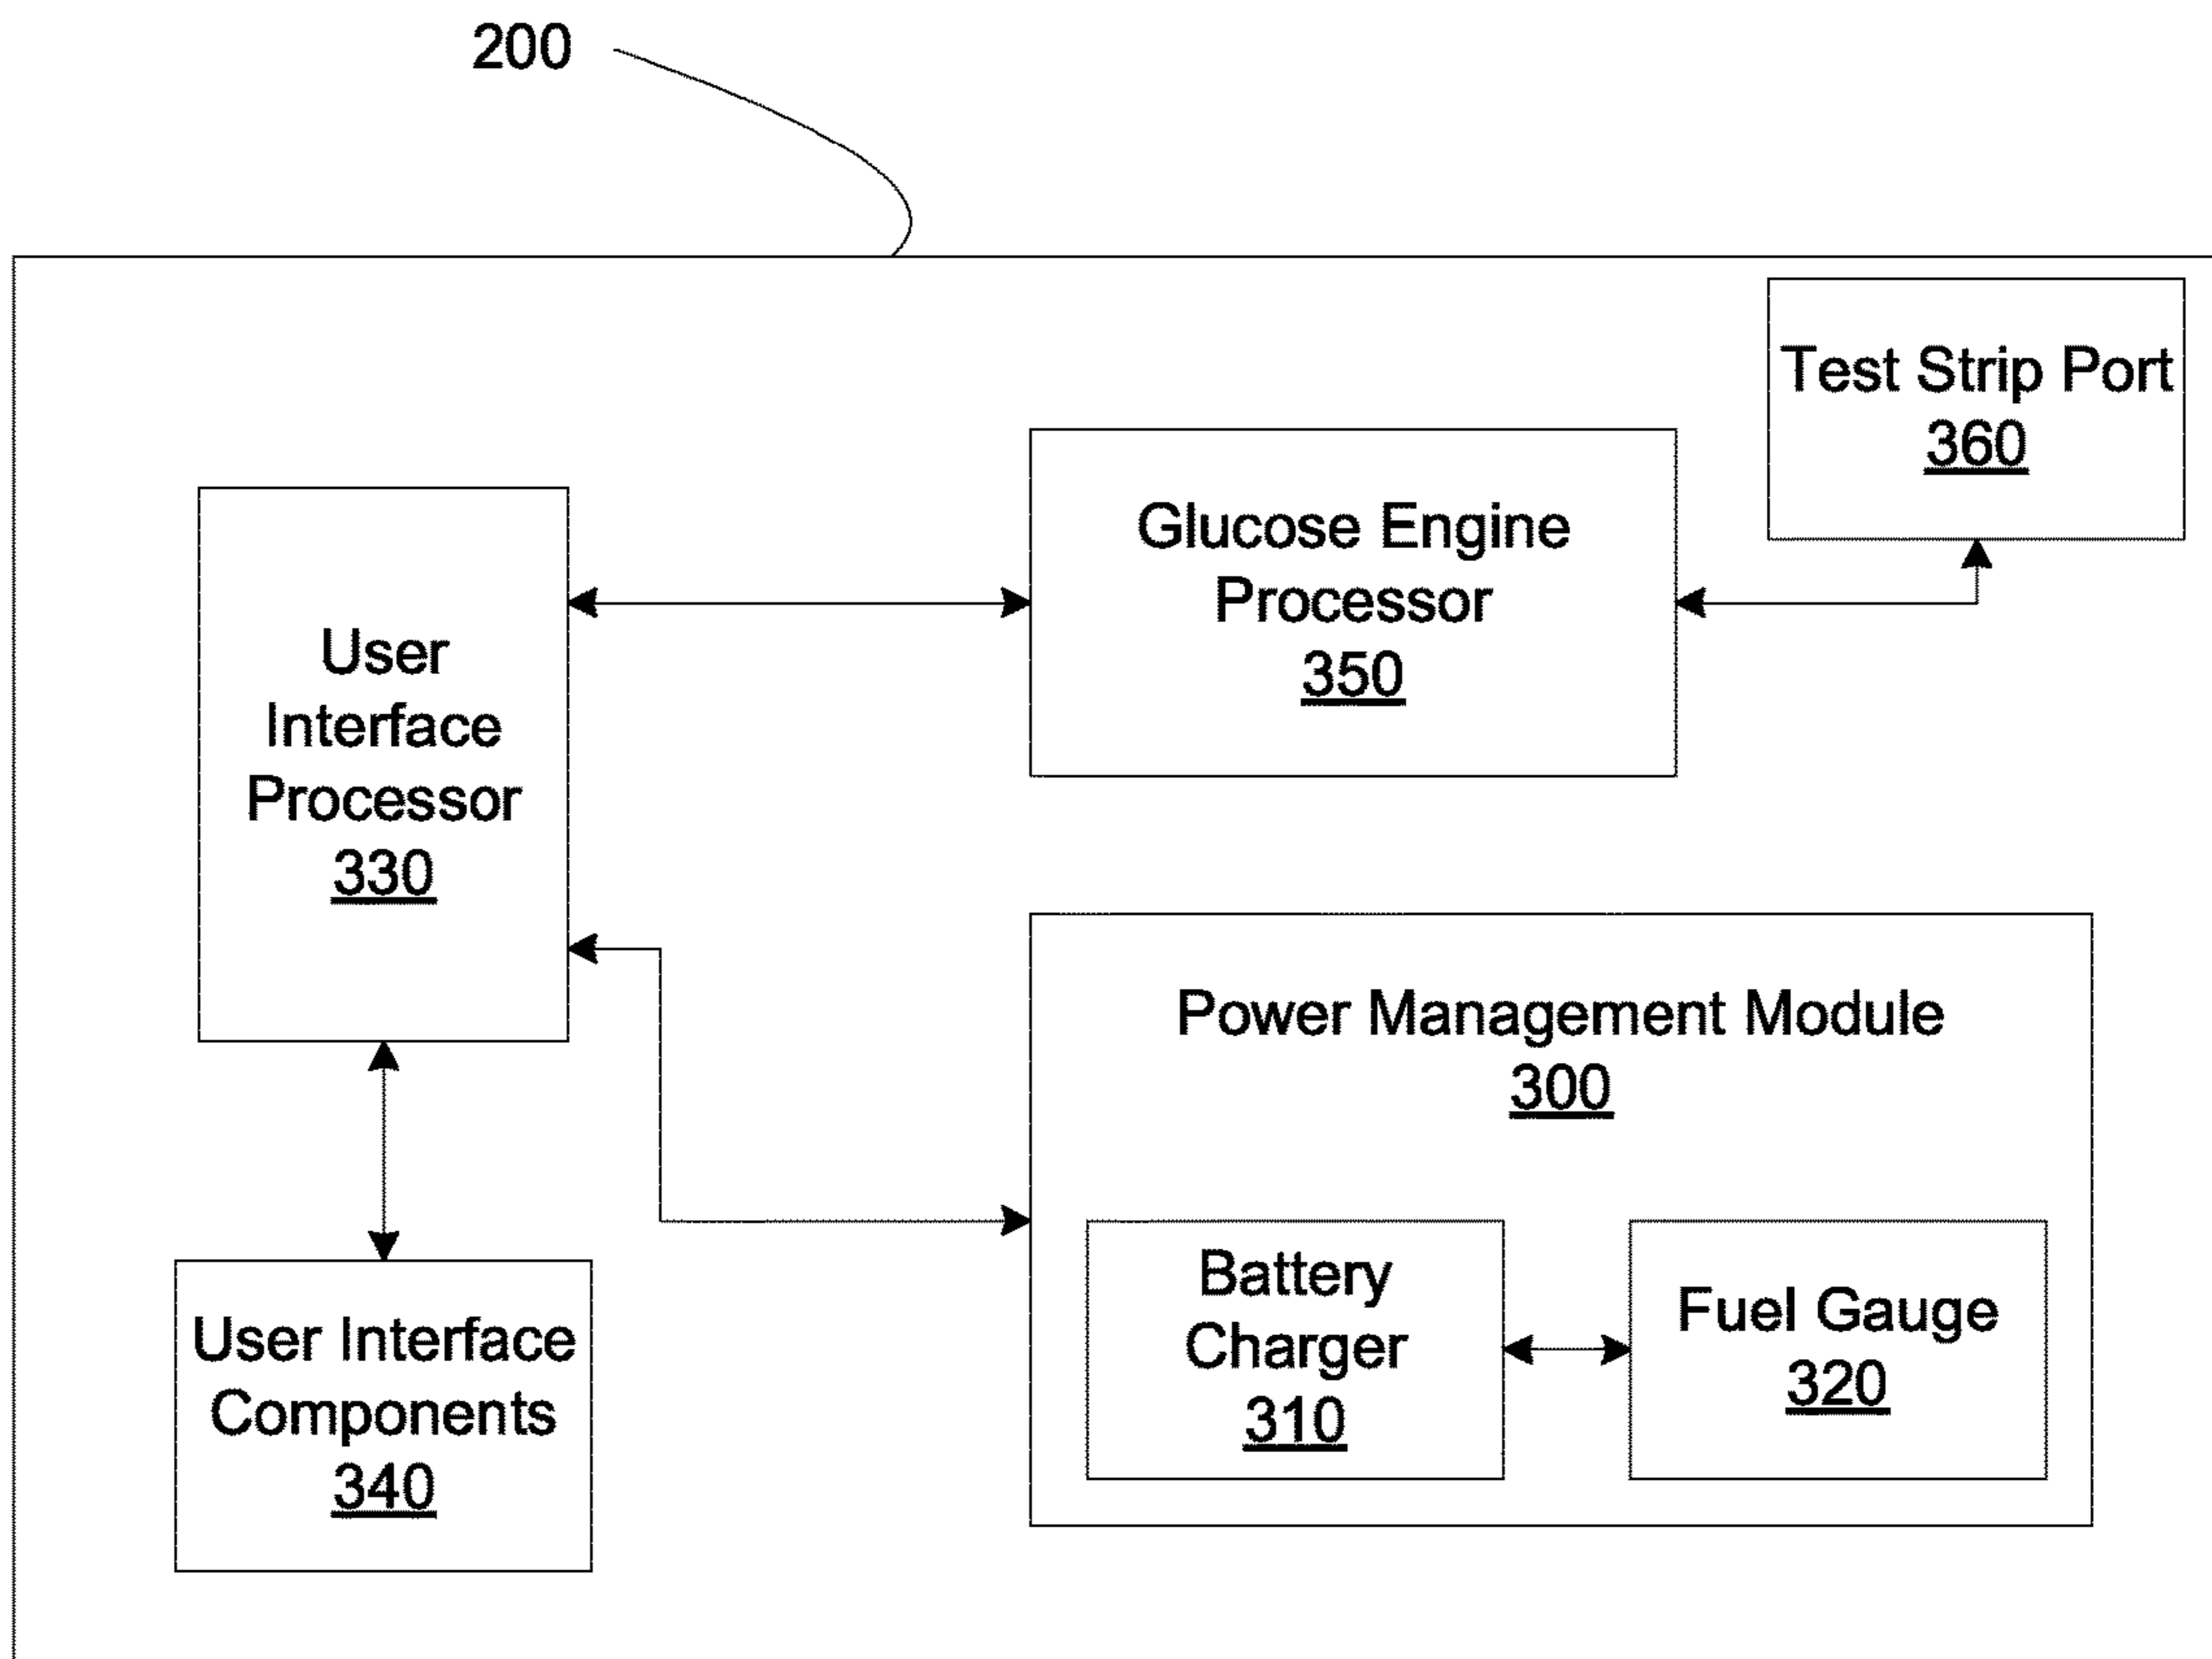 200
Test Strip Port
360
Glucose Engine
Processor
350
User
Interface
Processor
330
Power Management Module
300
Battery
Charger
310
Fuel Gauge
320
User Interface
Components
340